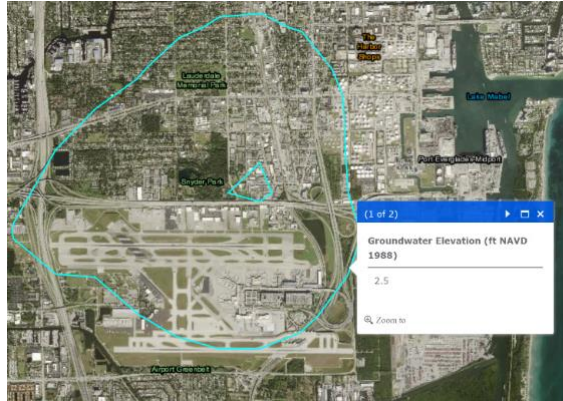 The
Harbor
Shops
Lauderdale
Memorial Park
Lake Mabel
Port Everglades Midport
Snyder Park
(1 of 2)
Groundwater Elevation (ft NAVD
1988)
2.5
Zoom to
Airport Greenbelt